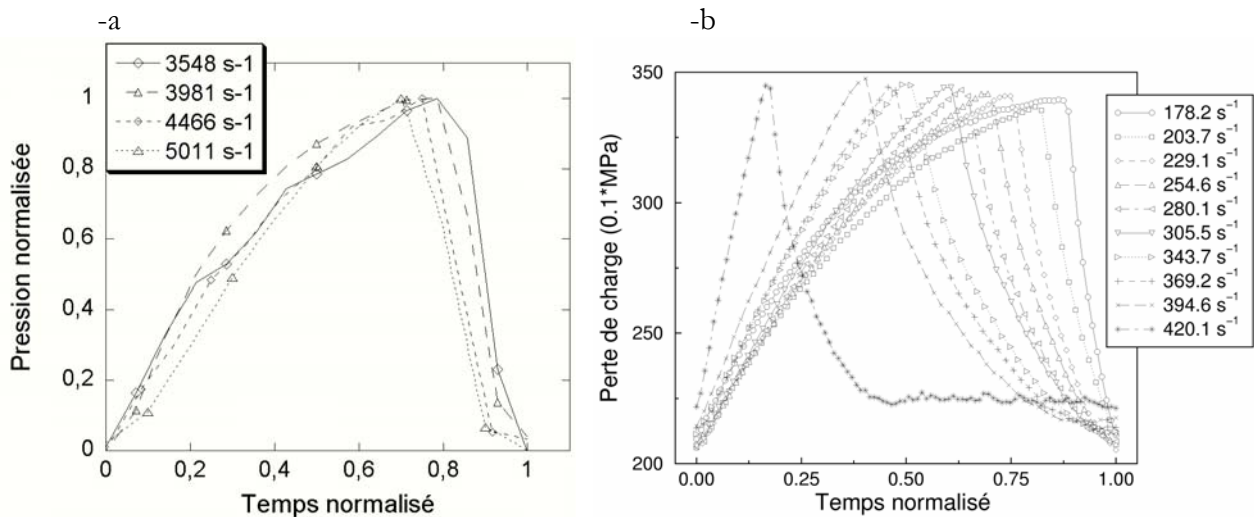 -a
3548 s-1
3981 s-1
4466 s-1
5011 s-1
Pression normalisée
1
0,8
0,6
0,4
0,2
0
0 0,2 0,4 0,6 0,8 1
Temps normalisé
-b
Perte de charge (0.1*MPa)
350
300
250
200
0.00 0.25 0.50 0.75 1.00
Temps normalisé
178.2 s⁻¹
203.7 s⁻¹
229.1 s⁻¹
254.6 s⁻¹
280.1 s⁻¹
305.5 s⁻¹
343.7 s⁻¹
369.2 s⁻¹
394.6 s⁻¹
420.1 s⁻¹